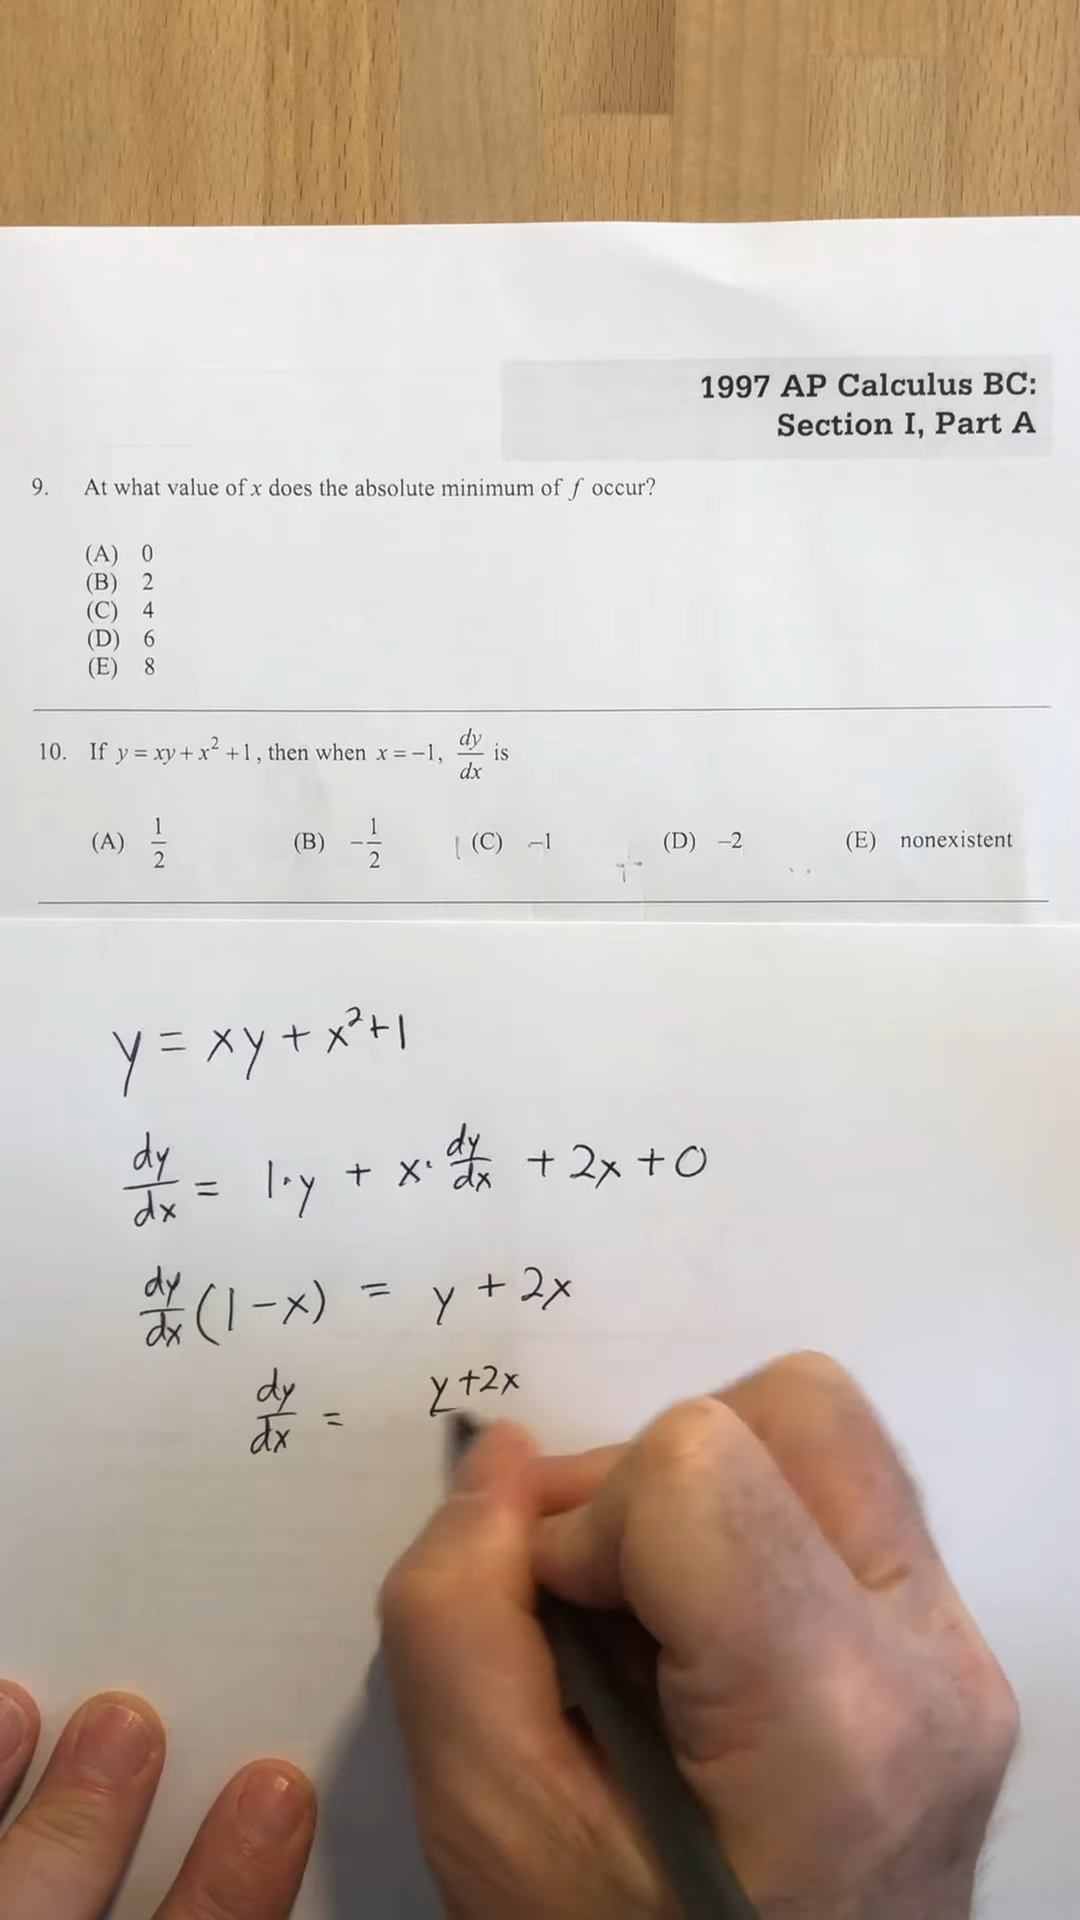 1997 AP Calculus BC:
Section I, Part A
9. At what value of x does the absolute minimum of f occur?
(A) 0
(B) 2
(C) 4
(D) 6
(E) 8
10. If y = xy + x² + 1, then when x = −1, dy/dx is
(A) 1/2 (B) −1/2 (C) −1 (D) −2 (E) nonexistent
y = xy + x² + 1
dy/dx = 1·y + x·dy/dx + 2x + 0
dy/dx (1 − x) = y + 2x
dy/dx = y + 2x